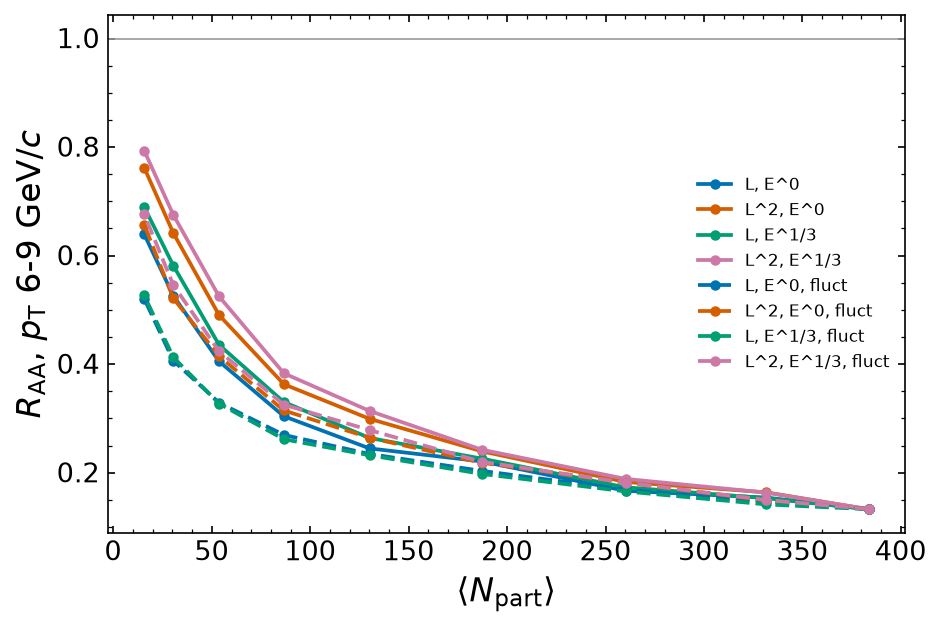 1.0
0.8
0.6
0.4
0.2
R_AA, p_T 6-9 GeV/c
L, E^0
L^2, E^0
L, E^1/3
L^2, E^1/3
L, E^0, fluct
L^2, E^0, fluct
L, E^1/3, fluct
L^2, E^1/3, fluct
0 50 100 150 200 250 300 350 400
⟨N_part⟩